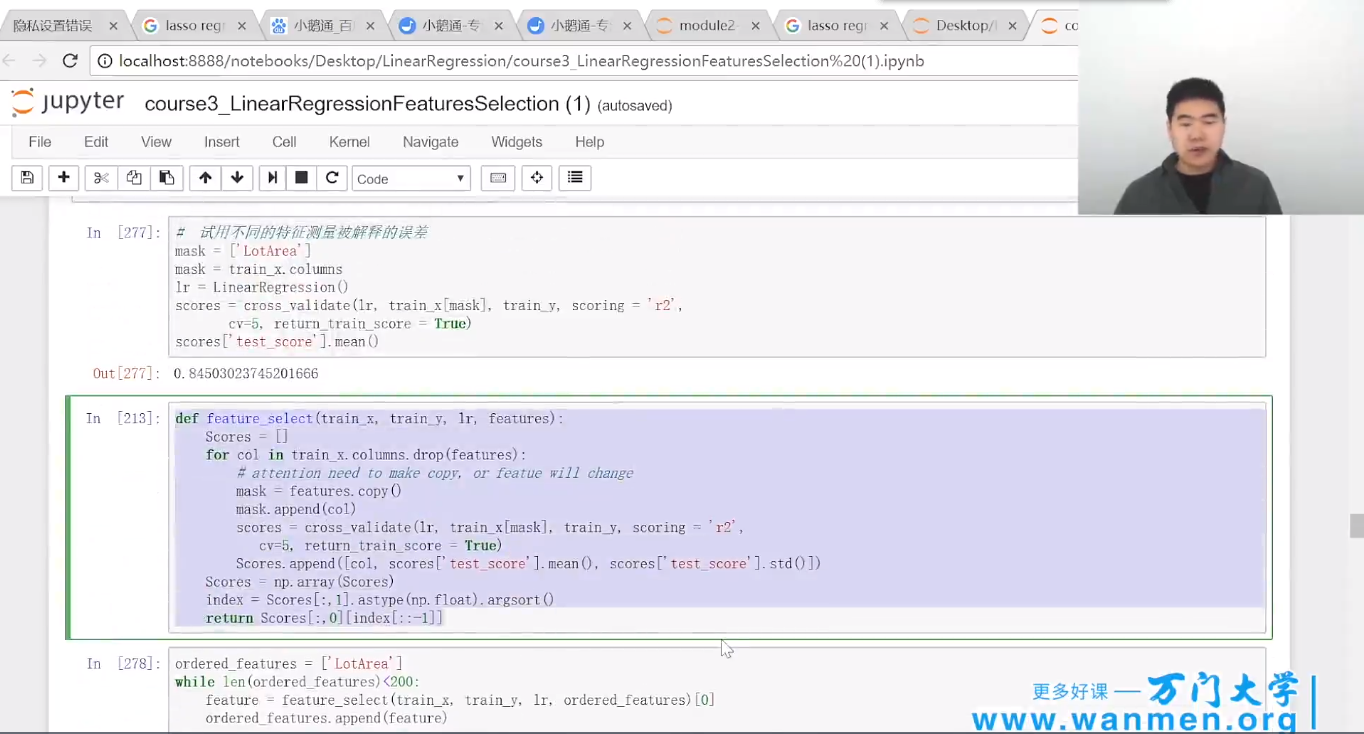 隐私设置错误
lasso reg
小鹅通_百
小鹅通-专
小鹅通-专
module2
lasso reg
Desktop/
co
localhost:8888/notebooks/Desktop/LinearRegression/course3_LinearRegressionFeaturesSelection%20(1).ipynb
jupyter course3_LinearRegressionFeaturesSelection (1) (autosaved)
File Edit View Insert Cell Kernel Navigate Widgets Help
Code
In [277]: # 试用不同的特征测量被解释的误差
mask = ['LotArea']
mask = train_x.columns
lr = LinearRegression()
scores = cross_validate(lr, train_x[mask], train_y, scoring = 'r2',
cv=5, return_train_score = True)
scores['test_score'].mean()
Out[277]: 0.84503023745201666
In [213]: def feature_select(train_x, train_y, lr, features):
Scores = []
for col in train_x.columns.drop(features):
# attention need to make copy, or featue will change
mask = features.copy()
mask.append(col)
scores = cross_validate(lr, train_x[mask], train_y, scoring = 'r2',
cv=5, return_train_score = True)
Scores.append([col, scores['test_score'].mean(), scores['test_score'].std()])
Scores = np.array(Scores)
index = Scores[:,1].astype(np.float).argsort()
return Scores[:,0][index[::-1]]
In [278]: ordered_features = ['LotArea']
while len(ordered_features)<200:
feature = feature_select(train_x, train_y, lr, ordered_features)[0]
ordered_features.append(feature)
更多好课 — 万门大学
www.wanmen.org